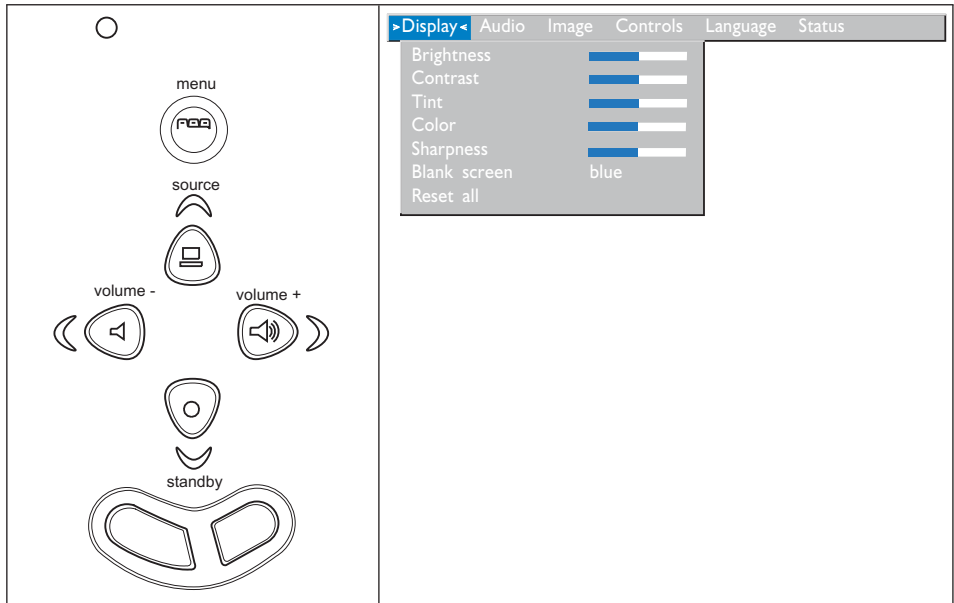 menu
source
volume -
volume +
standby
➤Display◄ Audio Image Controls Language Status
Brightness
Contrast
Tint
Color
Sharpness
Blank screen blue
Reset all